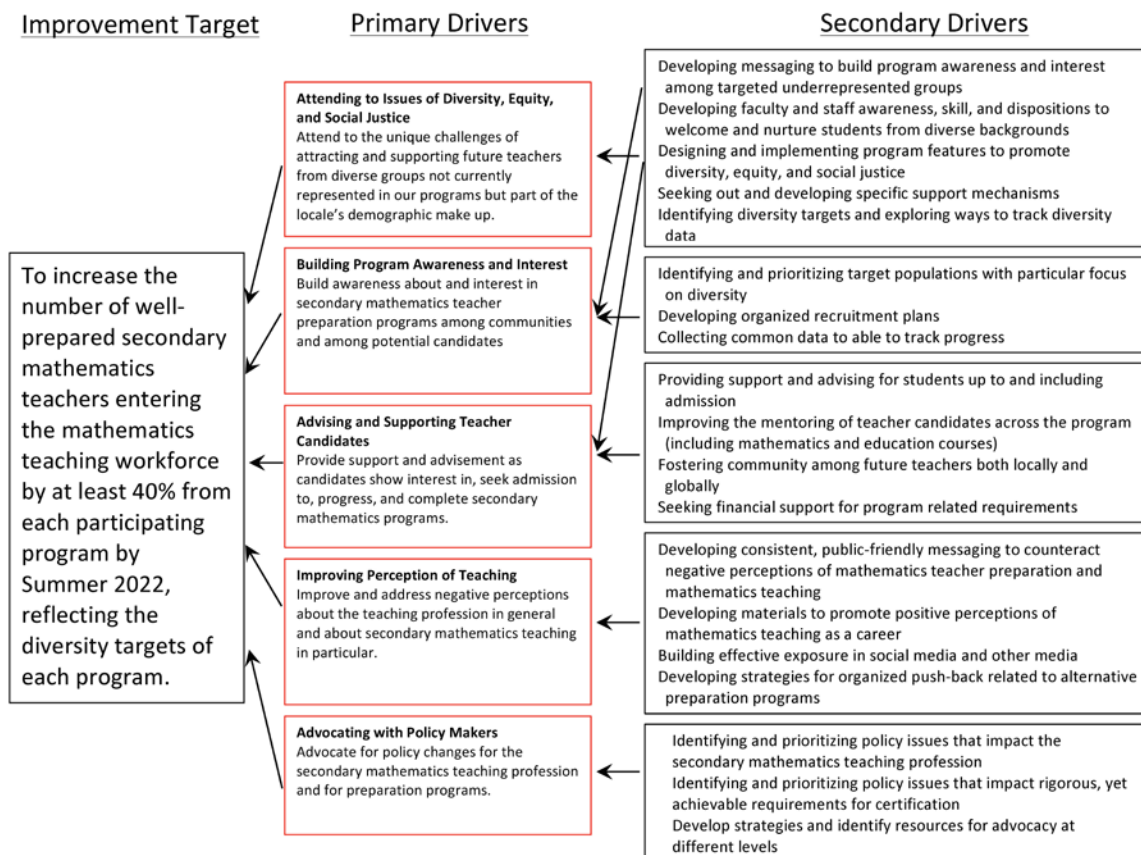 Improvement Target
Primary Drivers
Secondary Drivers
To increase the
number of well-
prepared secondary
mathematics
teachers entering
the mathematics
teaching workforce
by at least 40% from
each participating
program by
Summer 2022,
reflecting the
diversity targets of
each program.
Attending to Issues of Diversity, Equity,
and Social Justice
Attend to the unique challenges of
attracting and supporting future teachers
from diverse groups not currently
represented in our programs but part of the
locale's demographic make up.
Building Program Awareness and Interest
Build awareness about and interest in
secondary mathematics teacher
preparation programs among communities
and among potential candidates
Advising and Supporting Teacher
Candidates
Provide support and advisement as
candidates show interest in, seek admission
to, progress, and complete secondary
mathematics programs.
Improving Perception of Teaching
Improve and address negative perceptions
about the teaching profession in general
and about secondary mathematics teaching
in particular.
Advocating with Policy Makers
Advocate for policy changes for the
secondary mathematics teaching profession
and for preparation programs.
Developing messaging to build program awareness and interest
among targeted underrepresented groups
Developing faculty and staff awareness, skill, and dispositions to
welcome and nurture students from diverse backgrounds
Designing and implementing program features to promote
diversity, equity, and social justice
Seeking out and developing specific support mechanisms
Identifying diversity targets and exploring ways to track diversity
data
Identifying and prioritizing target populations with particular focus
on diversity
Developing organized recruitment plans
Collecting common data to able to track progress
Providing support and advising for students up to and including
admission
Improving the mentoring of teacher candidates across the program
(including mathematics and education courses)
Fostering community among future teachers both locally and
globally
Seeking financial support for program related requirements
Developing consistent, public-friendly messaging to counteract
negative perceptions of mathematics teacher preparation and
mathematics teaching
Developing materials to promote positive perceptions of
mathematics teaching as a career
Building effective exposure in social media and other media
Developing strategies for organized push-back related to alternative
preparation programs
Identifying and prioritizing policy issues that impact the
secondary mathematics teaching profession
Identifying and prioritizing policy issues that impact rigorous, yet
achievable requirements for certification
Develop strategies and identify resources for advocacy at
different levels